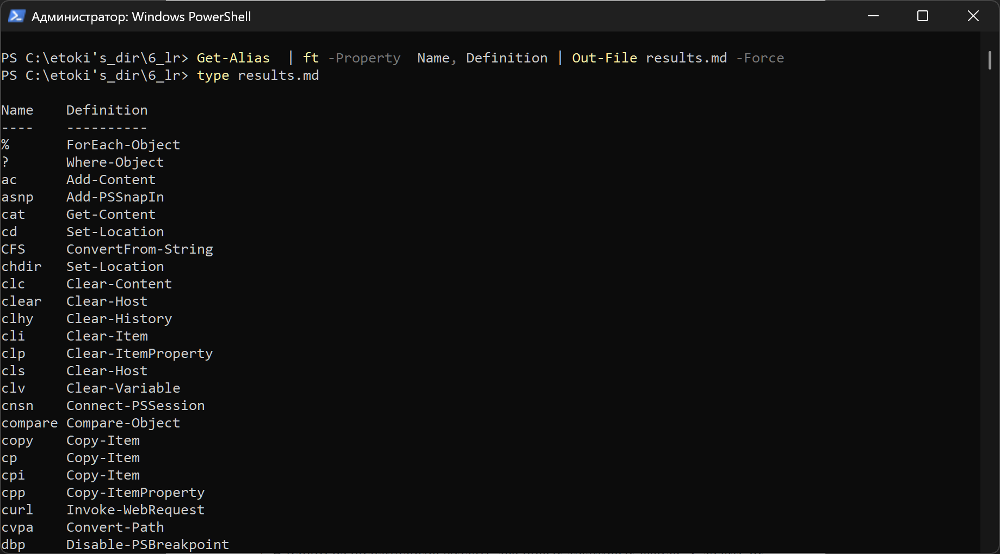 Администратор: Windows PowerShell
PS C:\etoki's_dir\6_lr> Get-Alias  | ft -Property  Name, Definition | Out-File results.md -Force
PS C:\etoki's_dir\6_lr> type results.md
Name    Definition
----    ----------
%       ForEach-Object
?       Where-Object
ac      Add-Content
asnp    Add-PSSnapIn
cat     Get-Content
cd      Set-Location
CFS     ConvertFrom-String
chdir   Set-Location
clc     Clear-Content
clear   Clear-Host
clhy    Clear-History
cli     Clear-Item
clp     Clear-ItemProperty
cls     Clear-Host
clv     Clear-Variable
cnsn    Connect-PSSession
compare Compare-Object
copy    Copy-Item
cp      Copy-Item
cpi     Copy-Item
cpp     Copy-ItemProperty
curl    Invoke-WebRequest
cvpa    Convert-Path
dbp     Disable-PSBreakpoint